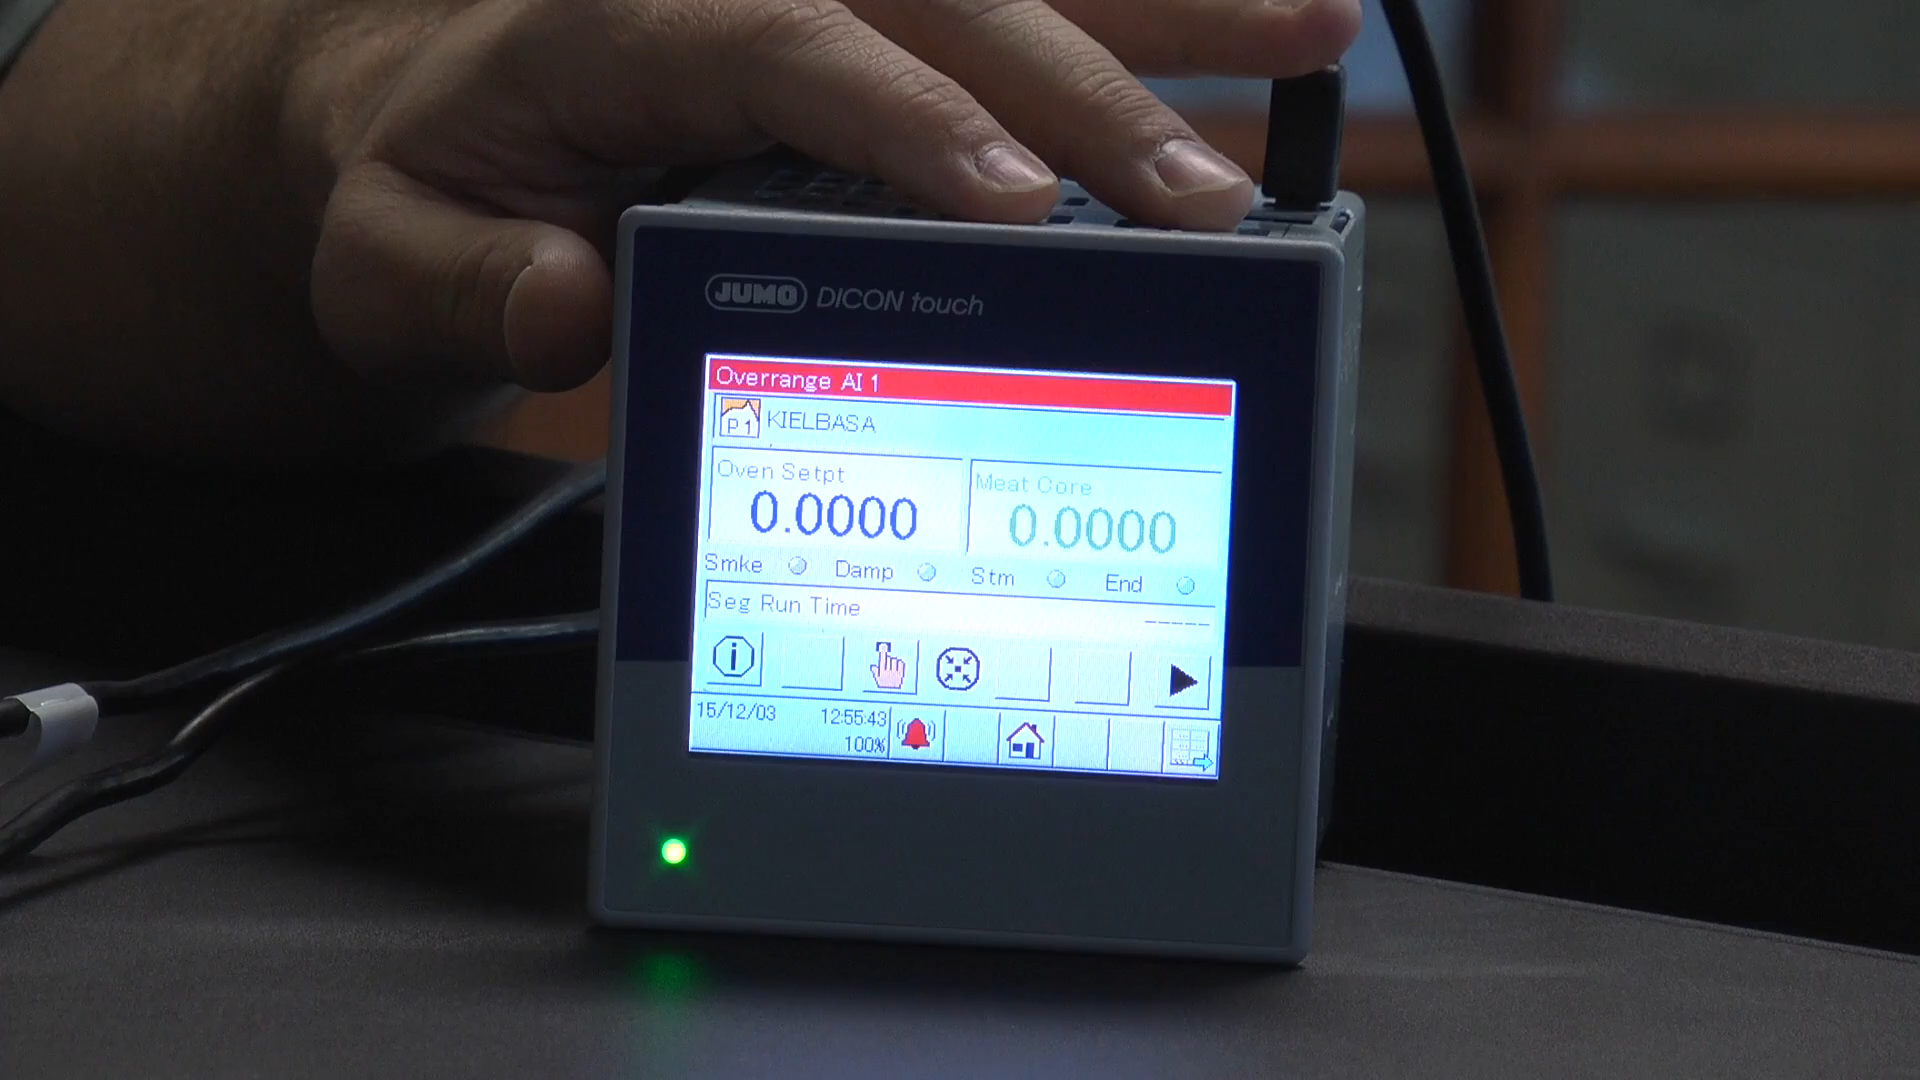 JUMO DICON touch
Overrange AI 1
P 1 KIELBASA
Oven Setpt
0.0000
Meat Core
0.0000
Smke Damp Stm End
Seg Run Time
-----
i
15/12/03 12:55:43
100%